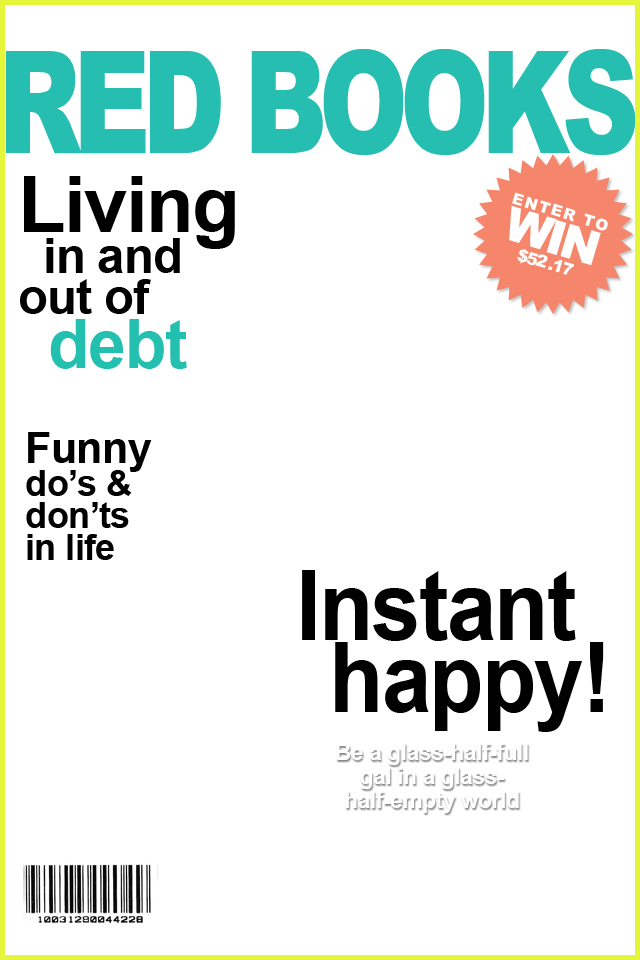 RED BOOKS
Living
in and
out of
debt
ENTER TO
WIN
$52.17
Funny
do’s &
don’ts
in life
Instant
happy!
Be a glass-half-full
gal in a glass-
half-empty world
10031280044228